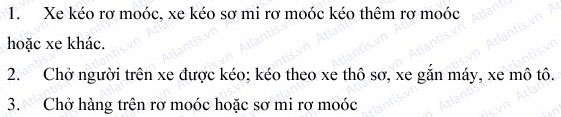 1. Xe kéo rơ moóc, xe kéo sơ mi rơ moóc kéo thêm rơ moóc
hoặc xe khác.
2. Chở người trên xe được kéo; kéo theo xe thô sơ, xe gắn máy, xe mô tô.
3. Chở hàng trên rơ moóc hoặc sơ mi rơ moóc